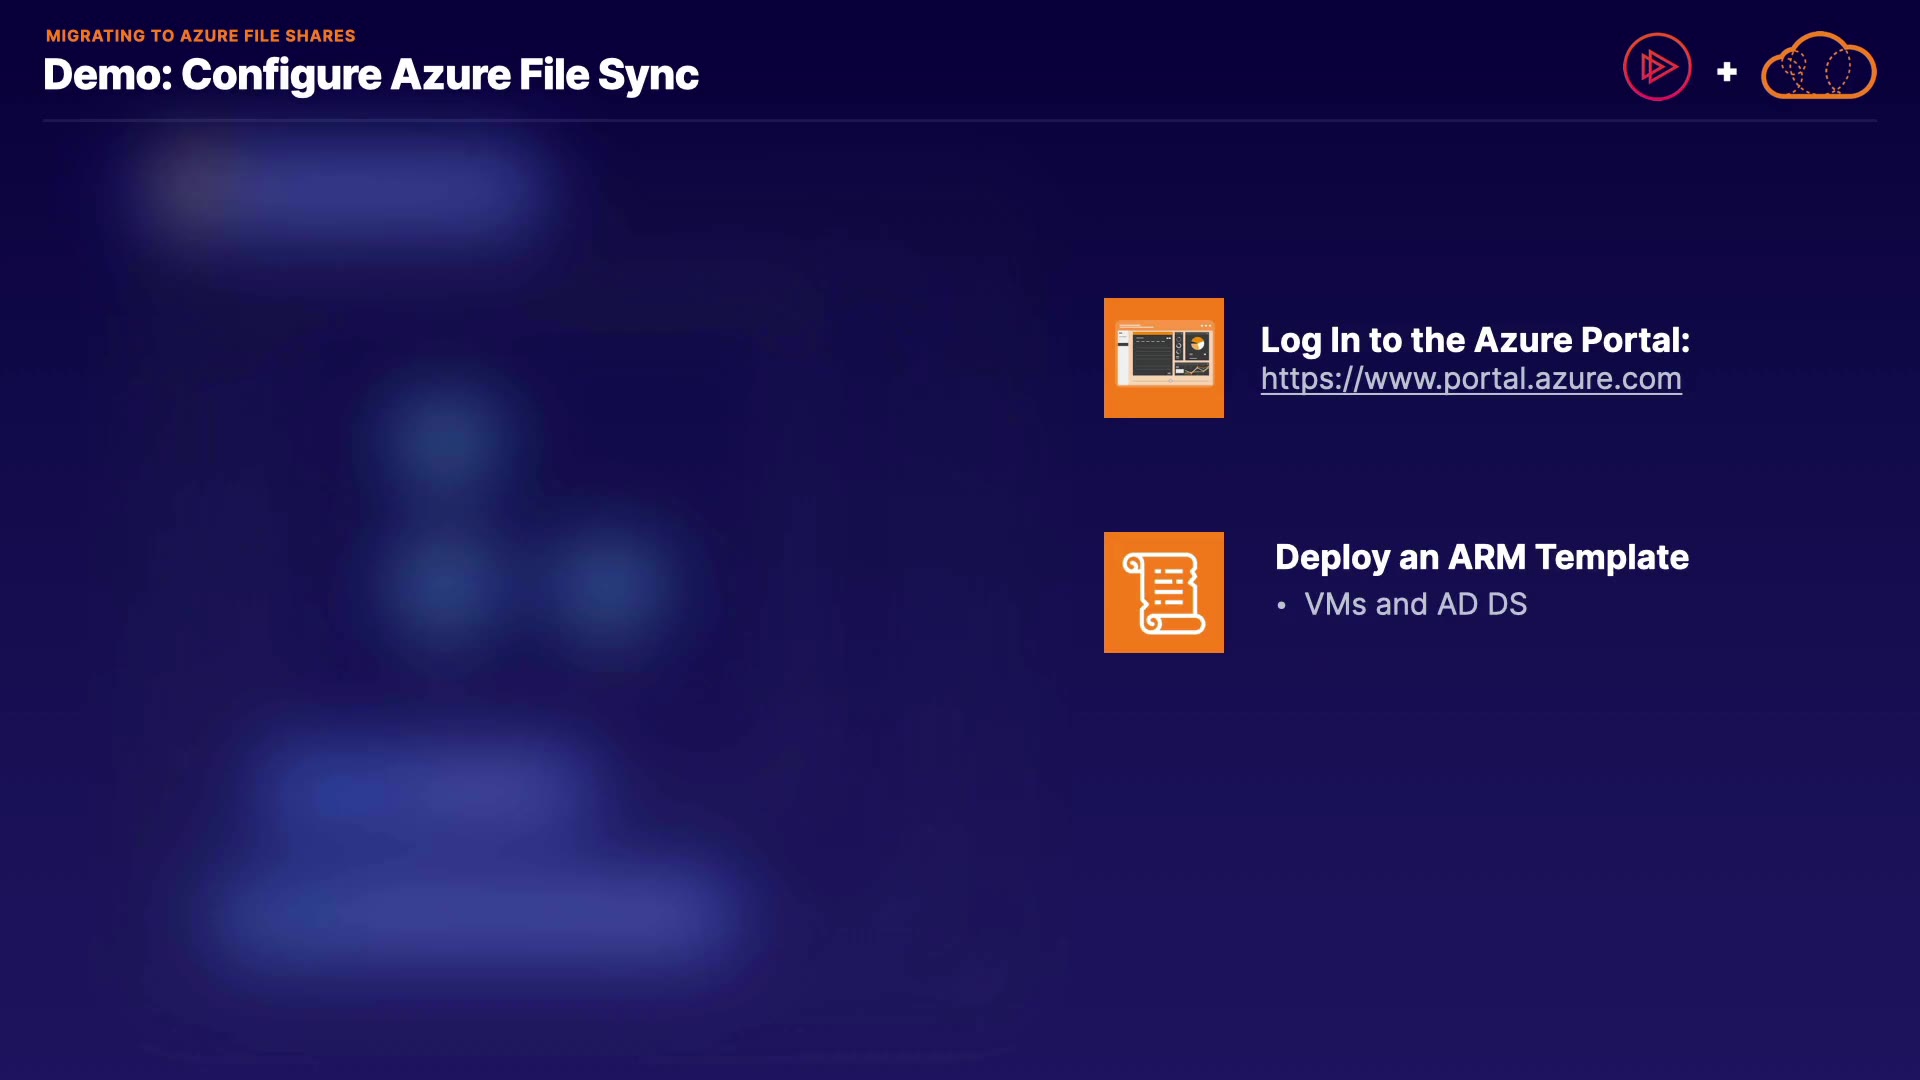 MIGRATING TO AZURE FILE SHARES
Demo: Configure Azure File Sync
+
Log In to the Azure Portal:
https://www.portal.azure.com
Deploy an ARM Template
• VMs and AD DS